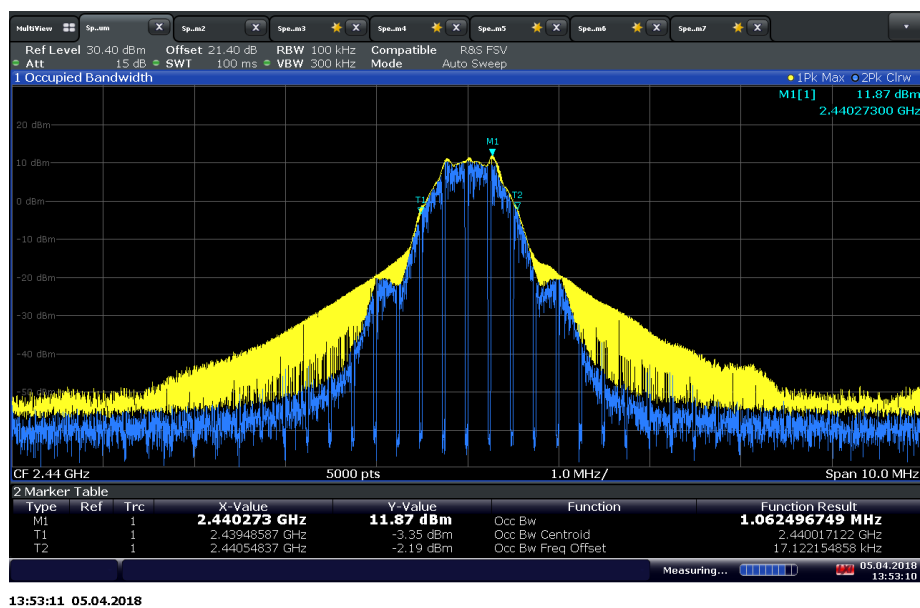 MultiView Sp..um X Sp..m2 X Spe..m3 X Spe..m4 X Spe..m5 X Spe..m6 X Spe..m7 X
Ref Level 30.40 dBm Offset 21.40 dB RBW 100 kHz Compatible R&S FSV
Att 15 dB SWT 100 ms VBW 300 kHz Mode Auto Sweep
1 Occupied Bandwidth 1Pk Max 2Pk Clrw
M1[1] 11.87 dBm
2.44027300 GHz
20 dBm
M1
10 dBm
T1 T2
0 dBm
-10 dBm
-20 dBm
-30 dBm
-40 dBm
CF 2.44 GHz 5000 pts 1.0 MHz/ Span 10.0 MHz
2 Marker Table
Type Ref Trc X-Value Y-Value Function Function Result
M1 1 2.440273 GHz 11.87 dBm Occ Bw 1.062496749 MHz
T1 1 2.43948587 GHz -3.35 dBm Occ Bw Centroid 2.440017122 GHz
T2 1 2.44054837 GHz -2.19 dBm Occ Bw Freq Offset 17.122154858 kHz
Measuring... 05.04.2018
13:53:10
13:53:11 05.04.2018